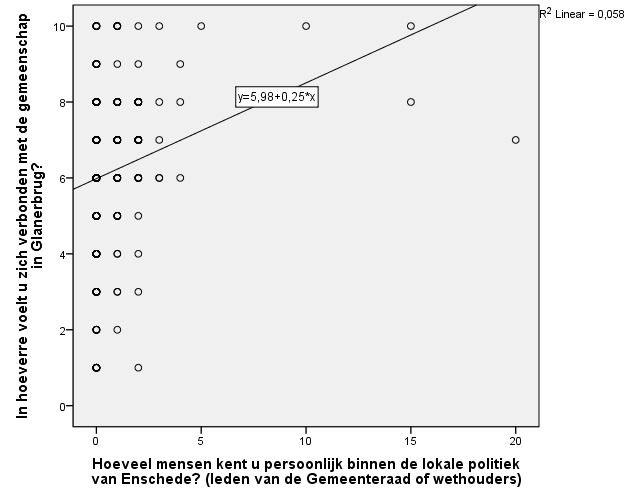 R2 Linear = 0,058
In hoeverre voelt u zich verbonden met de gemeenschap
in Glanerbrug?
10
8
6
4
2
0
y=5,98+0,25*x
0 5 10 15 20
Hoeveel mensen kent u persoonlijk binnen de lokale politiek
van Enschede? (leden van de Gemeenteraad of wethouders)